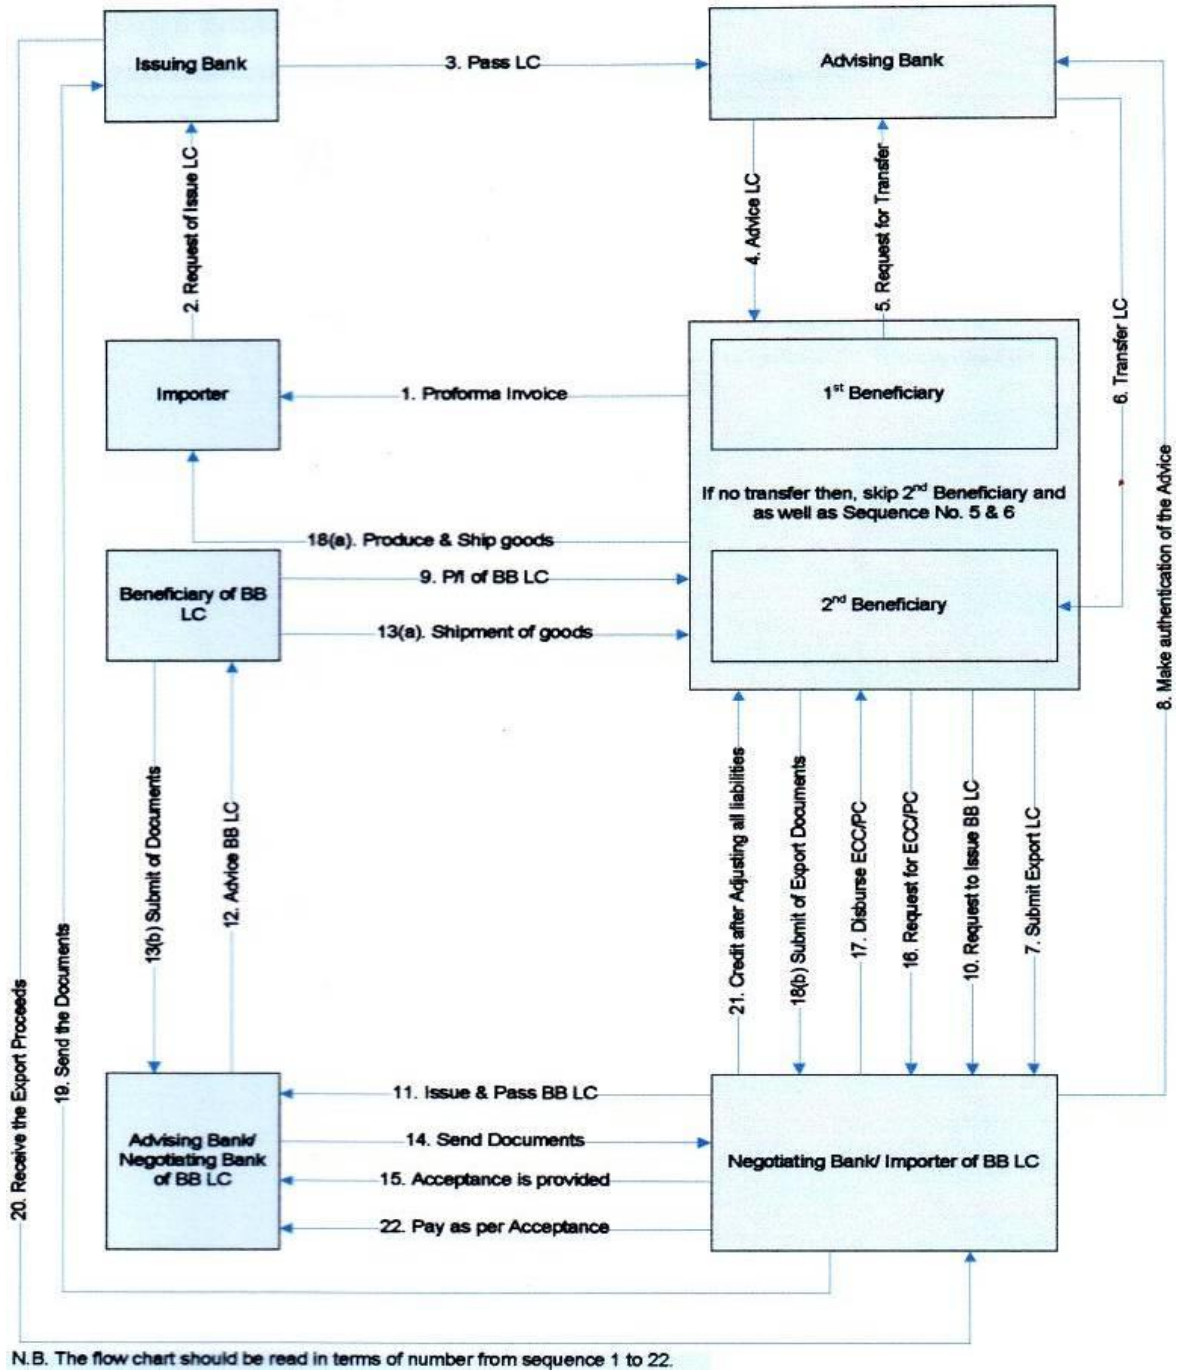 Issuing Bank
3. Pass LC
Advising Bank
2. Request of Issue LC
4. Advice LC
5. Request for Transfer
6. Transfer LC
8. Make authentication of the Advice
Importer
1. Proforma Invoice
1st Beneficiary
If no transfer then, skip 2nd Beneficiary and
as well as Sequence No. 5 & 6
18(a). Produce & Ship goods
Beneficiary of BB
LC
9. P/I of BB LC
2nd Beneficiary
13(a). Shipment of goods
20. Receive the Export Proceeds
19. Send the Documents
13(b) Submit of Documents
12. Advice BB LC
21. Credit after Adjusting all liabilities
18(b) Submit of Export Documents
17. Disburse ECC/PC
16. Request for ECC/PC
10. Request to Issue BB LC
7. Submit Export LC
Advising Bank/
Negotiating Bank
of BB LC
11. Issue & Pass BB LC
14. Send Documents
15. Acceptance is provided
22. Pay as per Acceptance
Negotiating Bank/ Importer of BB LC
N.B. The flow chart should be read in terms of number from sequence 1 to 22.